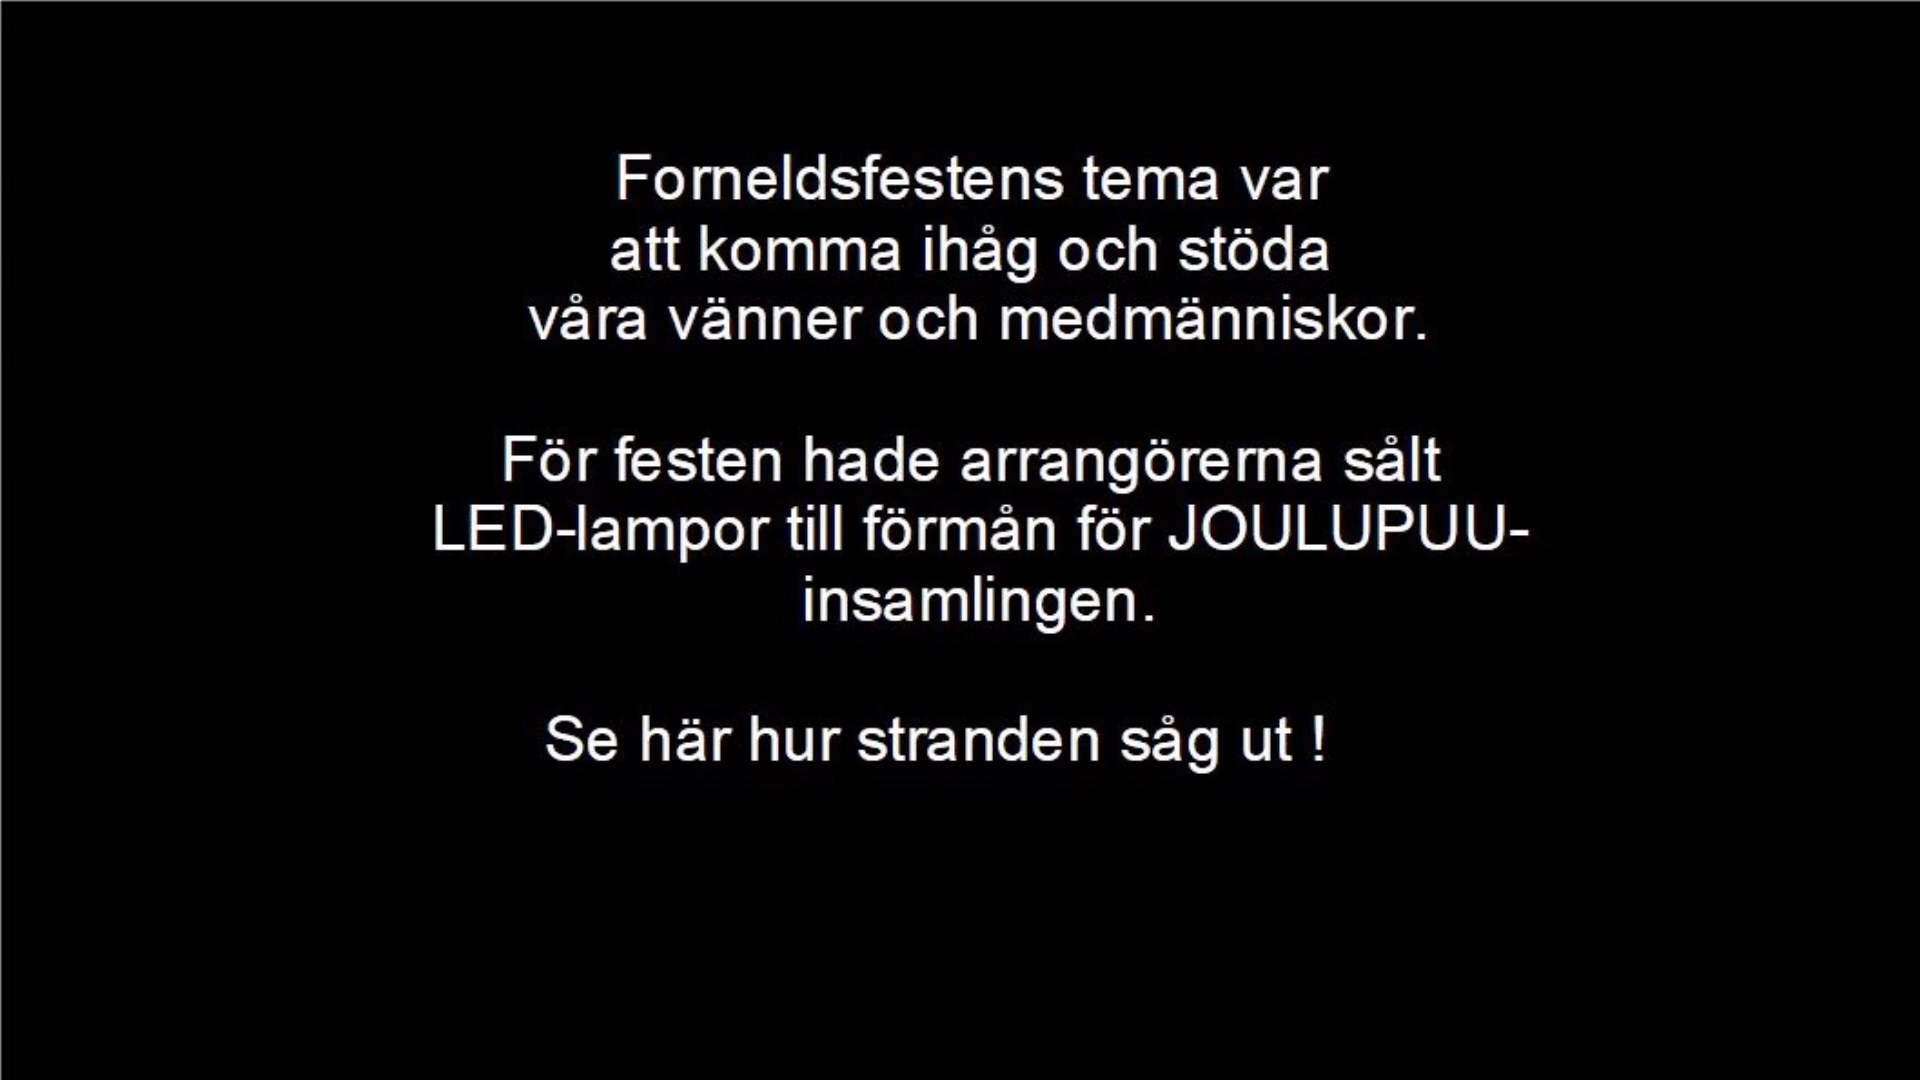 Forneldsfestens tema var
att komma ihåg och stöda
våra vänner och medmänniskor.
För festen hade arrangörerna sålt
LED-lampor till förmån för JOULUPUU-
insamlingen.
Se här hur stranden såg ut !